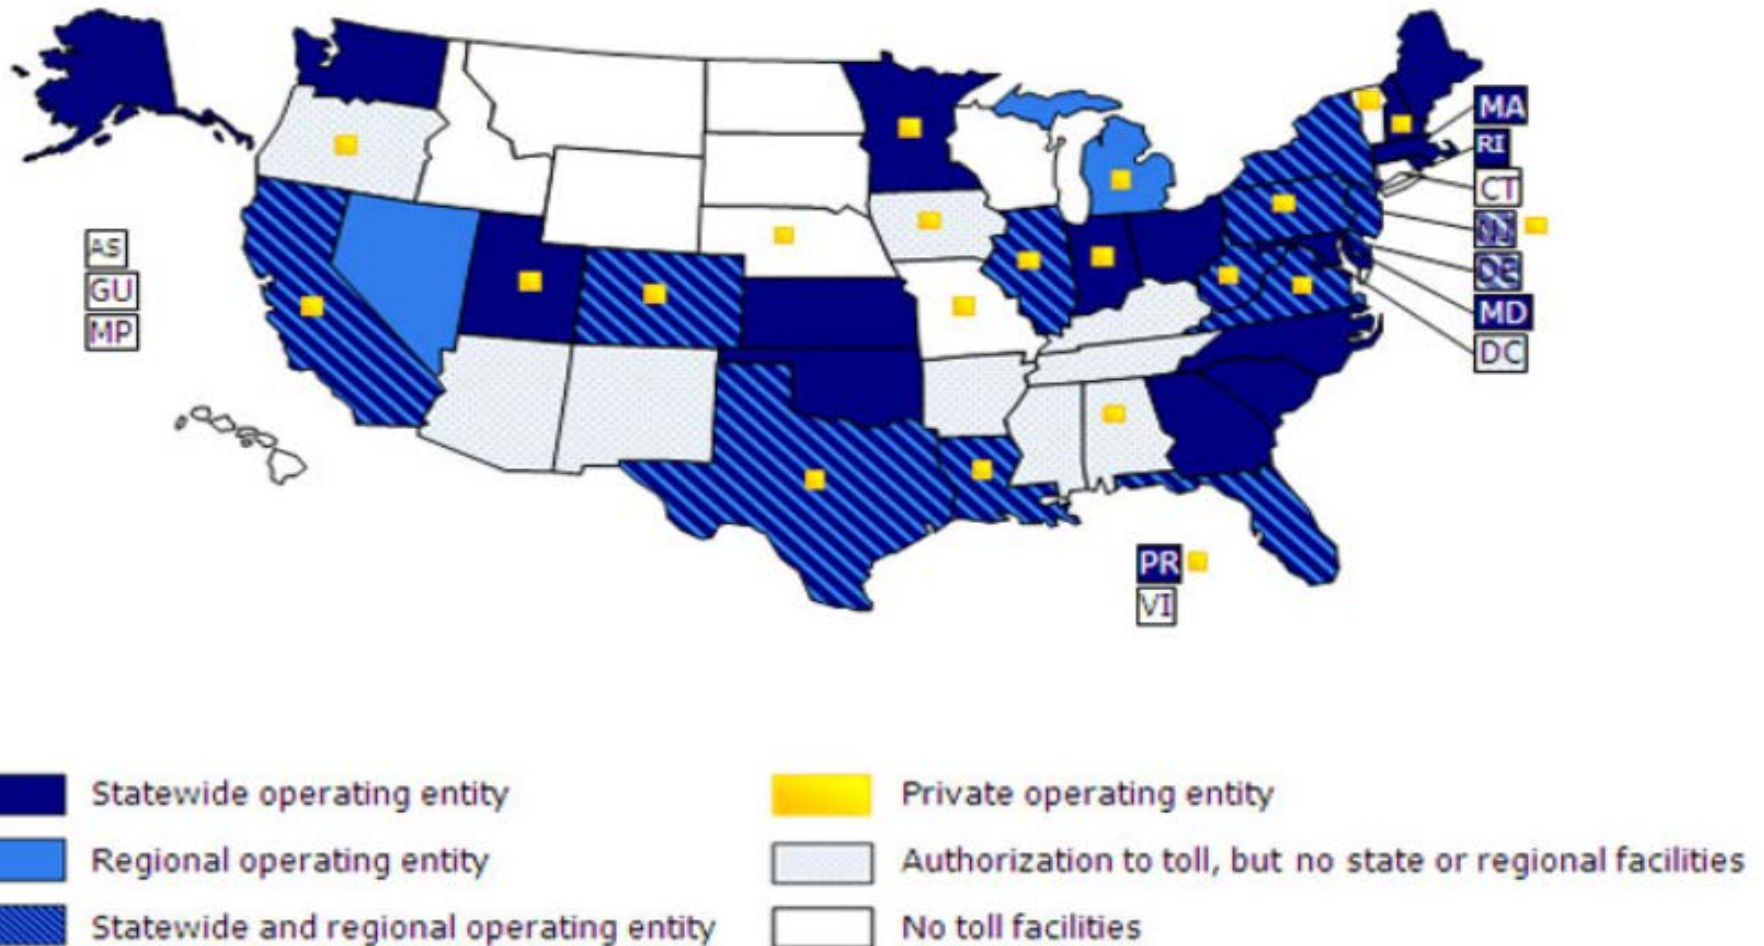 MA
RI
CT
NJ
DE
MD
DC
AS
GU
MP
PR
VI
Statewide operating entity
Private operating entity
Regional operating entity
Authorization to toll, but no state or regional facilities
Statewide and regional operating entity
No toll facilities